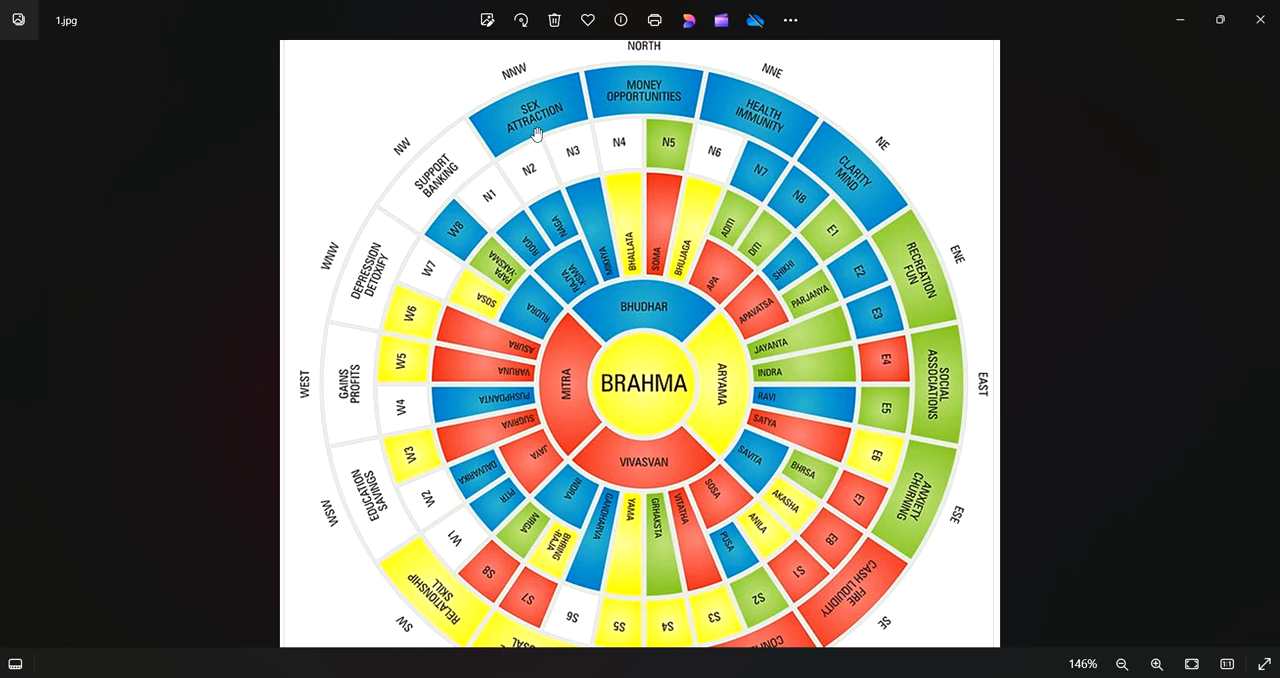 1.jpg
NORTH
NNW
NNE
SEX
ATTRACTION
MONEY
OPPORTUNITIES
HEALTH
IMMUNITY
NW
NE
SUPPORT
BANKING
CLARITY
MIND
N1
N2
N3
N4
N5
N6
N7
N8
W8
E1
WNW
ENE
DEPRESSION
DETOXIFY
RECREATION
FUN
W7
E2
W6
E3
PAPA
YAKSMA
ROGA
NAGA
MUKHYA
BHALLATA
SOMA
BHUJAGA
ADITI
DITI
SHIKHI
PARJANYA
SOSA
RUDRA
RAJYA
KSMA
APA
APAVATSA
BHUDHAR
ASURA
JAYANTA
WEST
GAINS
PROFITS
W5
VARUNA
MITRA
BRAHMA
ARYAMA
INDRA
E4
SOCIAL
ASSOCIATIONS
EAST
W4
PUSHPDANTA
RAVI
E5
SUGRIVA
SATYA
W3
E6
VIVASVAN
DAUVARIKA
JAYA
SAVITA
BHRSA
PITR
INDRA
SOSA
AKASHA
WSW
EDUCATION
SAVINGS
W2
E7
ANXIETY
CHURNING
ESE
MRGA
BHRING
-RAJA
GANDHARVA
YAMA
GRHAKSTA
VITATHA
PUSA
ANILA
W1
E8
S8
S7
S6
S5
S4
S3
S2
S1
RELATIONSHIP
SKILL
FIRE
CASH LIQUIDITY
SW
SE
146%
1:1